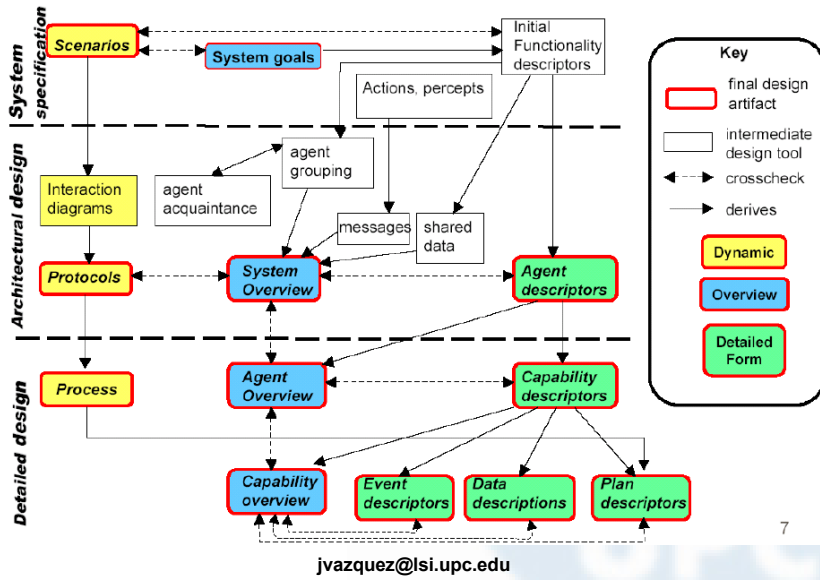 System
specification
Scenarios
System goals
Initial
Functionality
descriptors
Actions, percepts
Architectural design
Interaction
diagrams
agent
acquaintance
agent
grouping
messages
shared
data
Protocols
System
Overview
Agent
descriptors
Detailed design
Process
Agent
Overview
Capability
descriptors
Capability
overview
Event
descriptors
Data
descriptions
Plan
descriptors
Key
final design
artifact
intermediate
design tool
crosscheck
derives
Dynamic
Overview
Detailed
Form
7
UPC
jvazquez@lsi.upc.edu